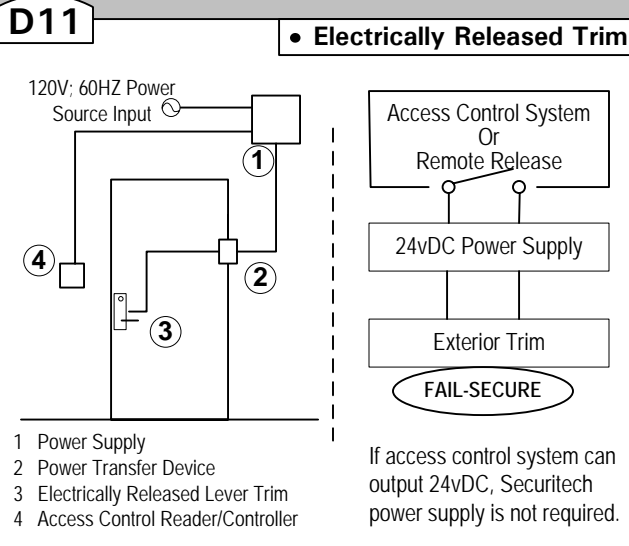 D11
• Electrically Released Trim
120V; 60HZ Power
Source Input
1
2
3
4
1 Power Supply
2 Power Transfer Device
3 Electrically Released Lever Trim
4 Access Control Reader/Controller
Access Control System
Or
Remote Release
24vDC Power Supply
Exterior Trim
FAIL-SECURE
If access control system can
output 24vDC, Securitech
power supply is not required.